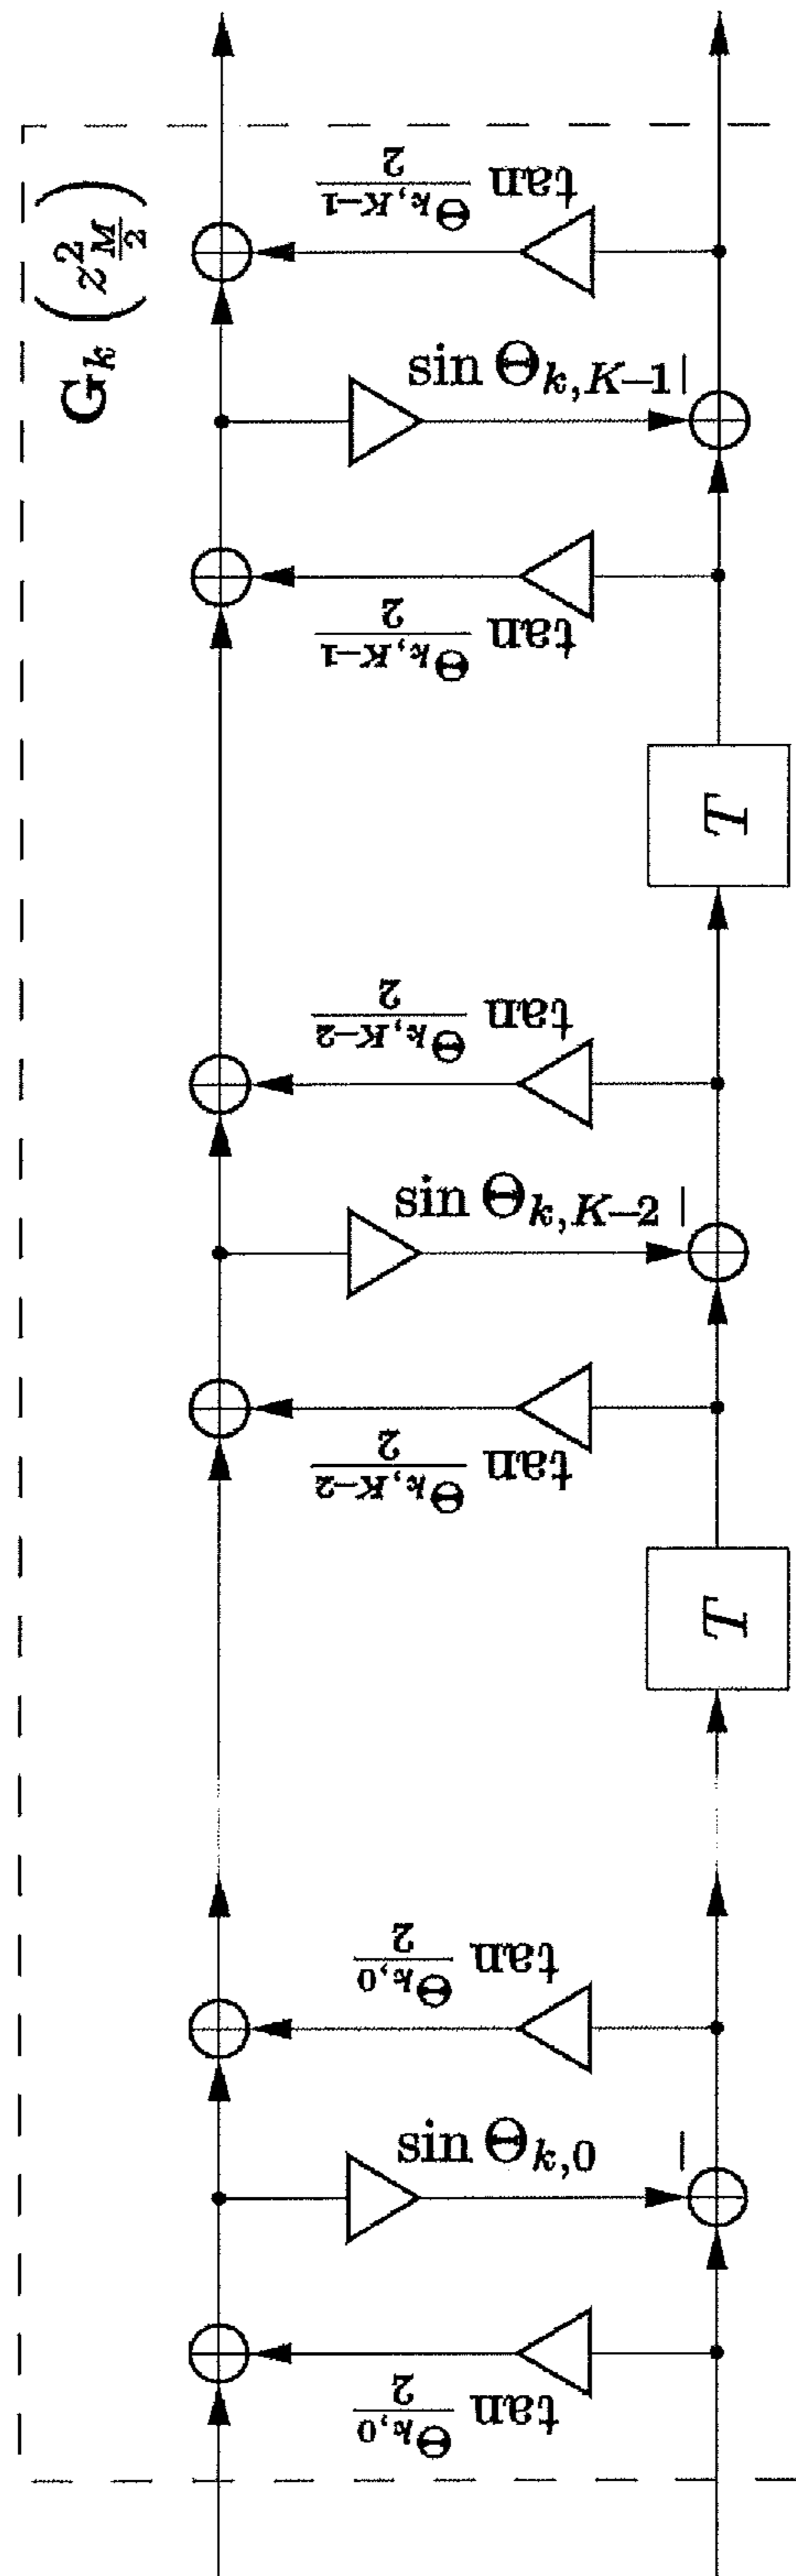 G_k ( z_2^{M/2} )
tan Θ_{k,K−1}/2
sin Θ_{k,K−1}
tan Θ_{k,K−1}/2
T
tan Θ_{k,K−2}/2
sin Θ_{k,K−2}
tan Θ_{k,K−2}/2
T
tan Θ_{k,0}/2
sin Θ_{k,0}
tan Θ_{k,0}/2